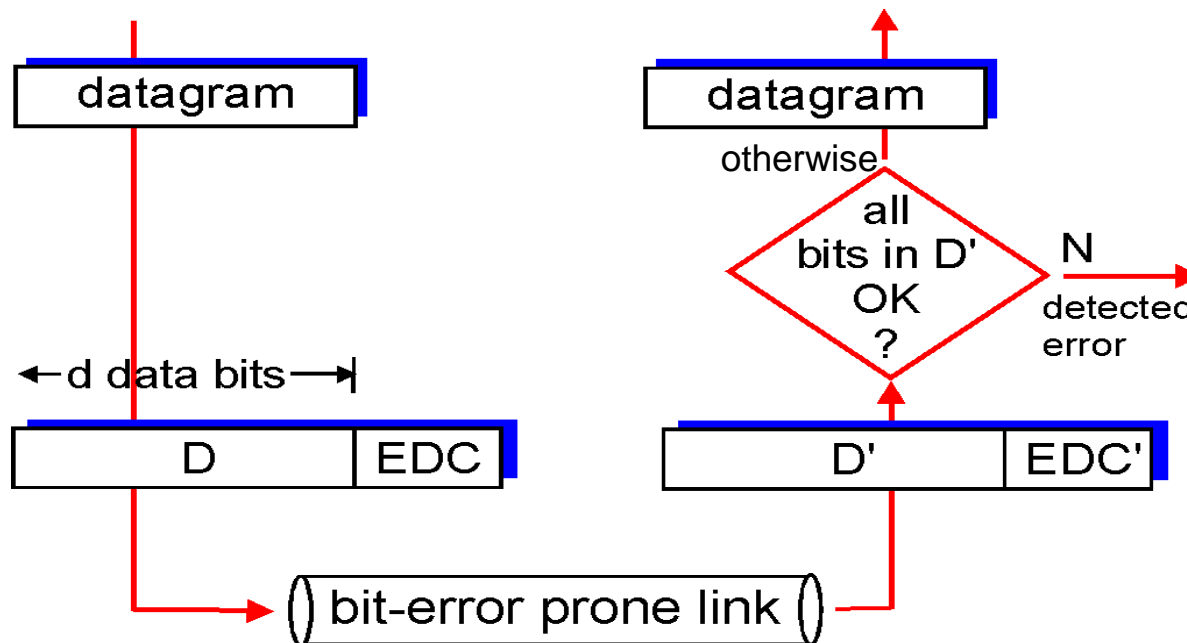 datagram
d data bits
D
EDC
bit-error prone link
datagram
otherwise
all
bits in D'
OK
?
N
detected
error
D'
EDC'